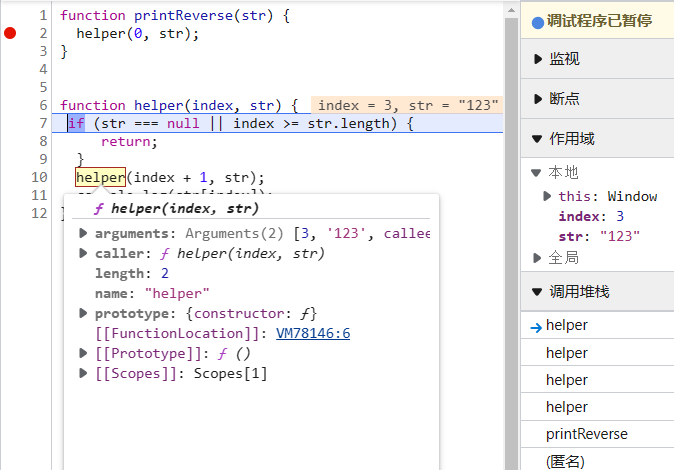 1 function printReverse(str) {
2 helper(0, str);
3 }
4
5
6 function helper(index, str) { index = 3, str = "123"
7 if (str === null || index >= str.length) {
8 return;
9 }
10 helper(index + 1, str);
11
12
ƒ helper(index, str)
arguments: Arguments(2) [3, '123', callee
caller: ƒ helper(index, str)
length: 2
name: "helper"
prototype: {constructor: ƒ}
[[FunctionLocation]]: VM78146:6
[[Prototype]]: ƒ ()
[[Scopes]]: Scopes[1]
调试程序已暂停
监视
断点
作用域
本地
this: Window
index: 3
str: "123"
全局
调用堆栈
helper
helper
helper
helper
printReverse
(匿名)